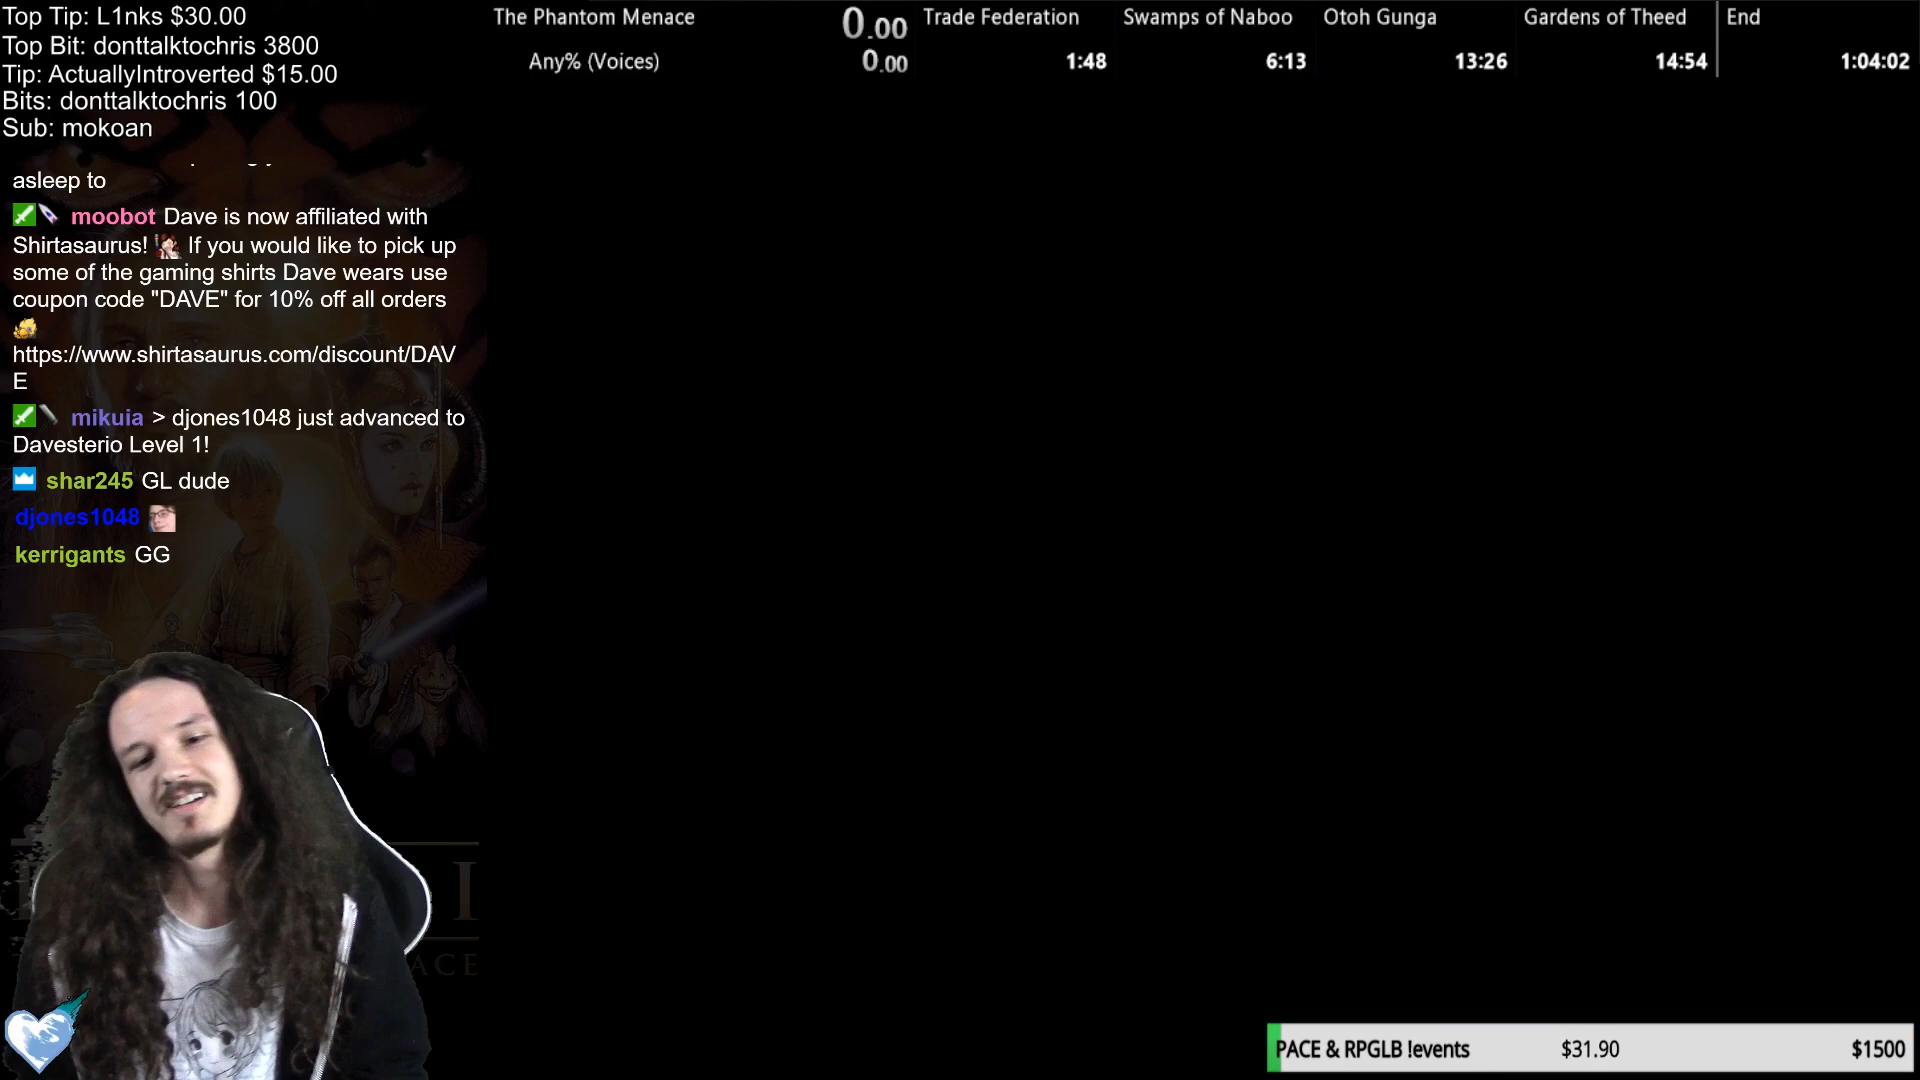 Top Tip: L1nks $30.00
Top Bit: donttalktochris 3800
Tip: ActuallyIntroverted $15.00
Bits: donttalktochris 100
Sub: mokoan
asleep to
moobot Dave is now affiliated with
Shirtasaurus! If you would like to pick up
some of the gaming shirts Dave wears use
coupon code "DAVE" for 10% off all orders
https://www.shirtasaurus.com/discount/DAV
E
mikuia > djones1048 just advanced to
Davesterio Level 1!
shar245 GL dude
djones1048
kerrigants GG
I
ACE
The Phantom Menace 0.00 Trade Federation Swamps of Naboo Otoh Gunga Gardens of Theed End
Any% (Voices) 0.00 1:48 6:13 13:26 14:54 1:04:02
PACE & RPGLB !events $31.90 $1500